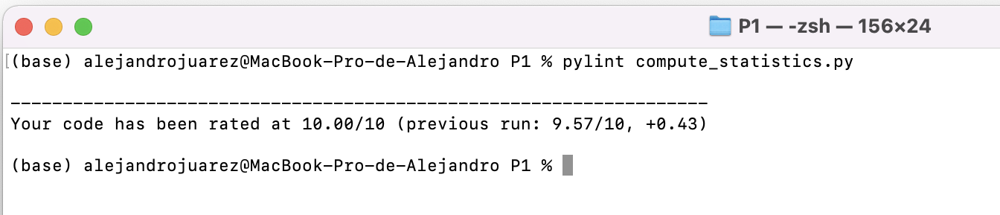 P1 — -zsh — 156×24
[(base) alejandrojuarez@MacBook-Pro-de-Alejandro P1 % pylint compute_statistics.py
-------------------------------------------------------------------
Your code has been rated at 10.00/10 (previous run: 9.57/10, +0.43)
(base) alejandrojuarez@MacBook-Pro-de-Alejandro P1 %